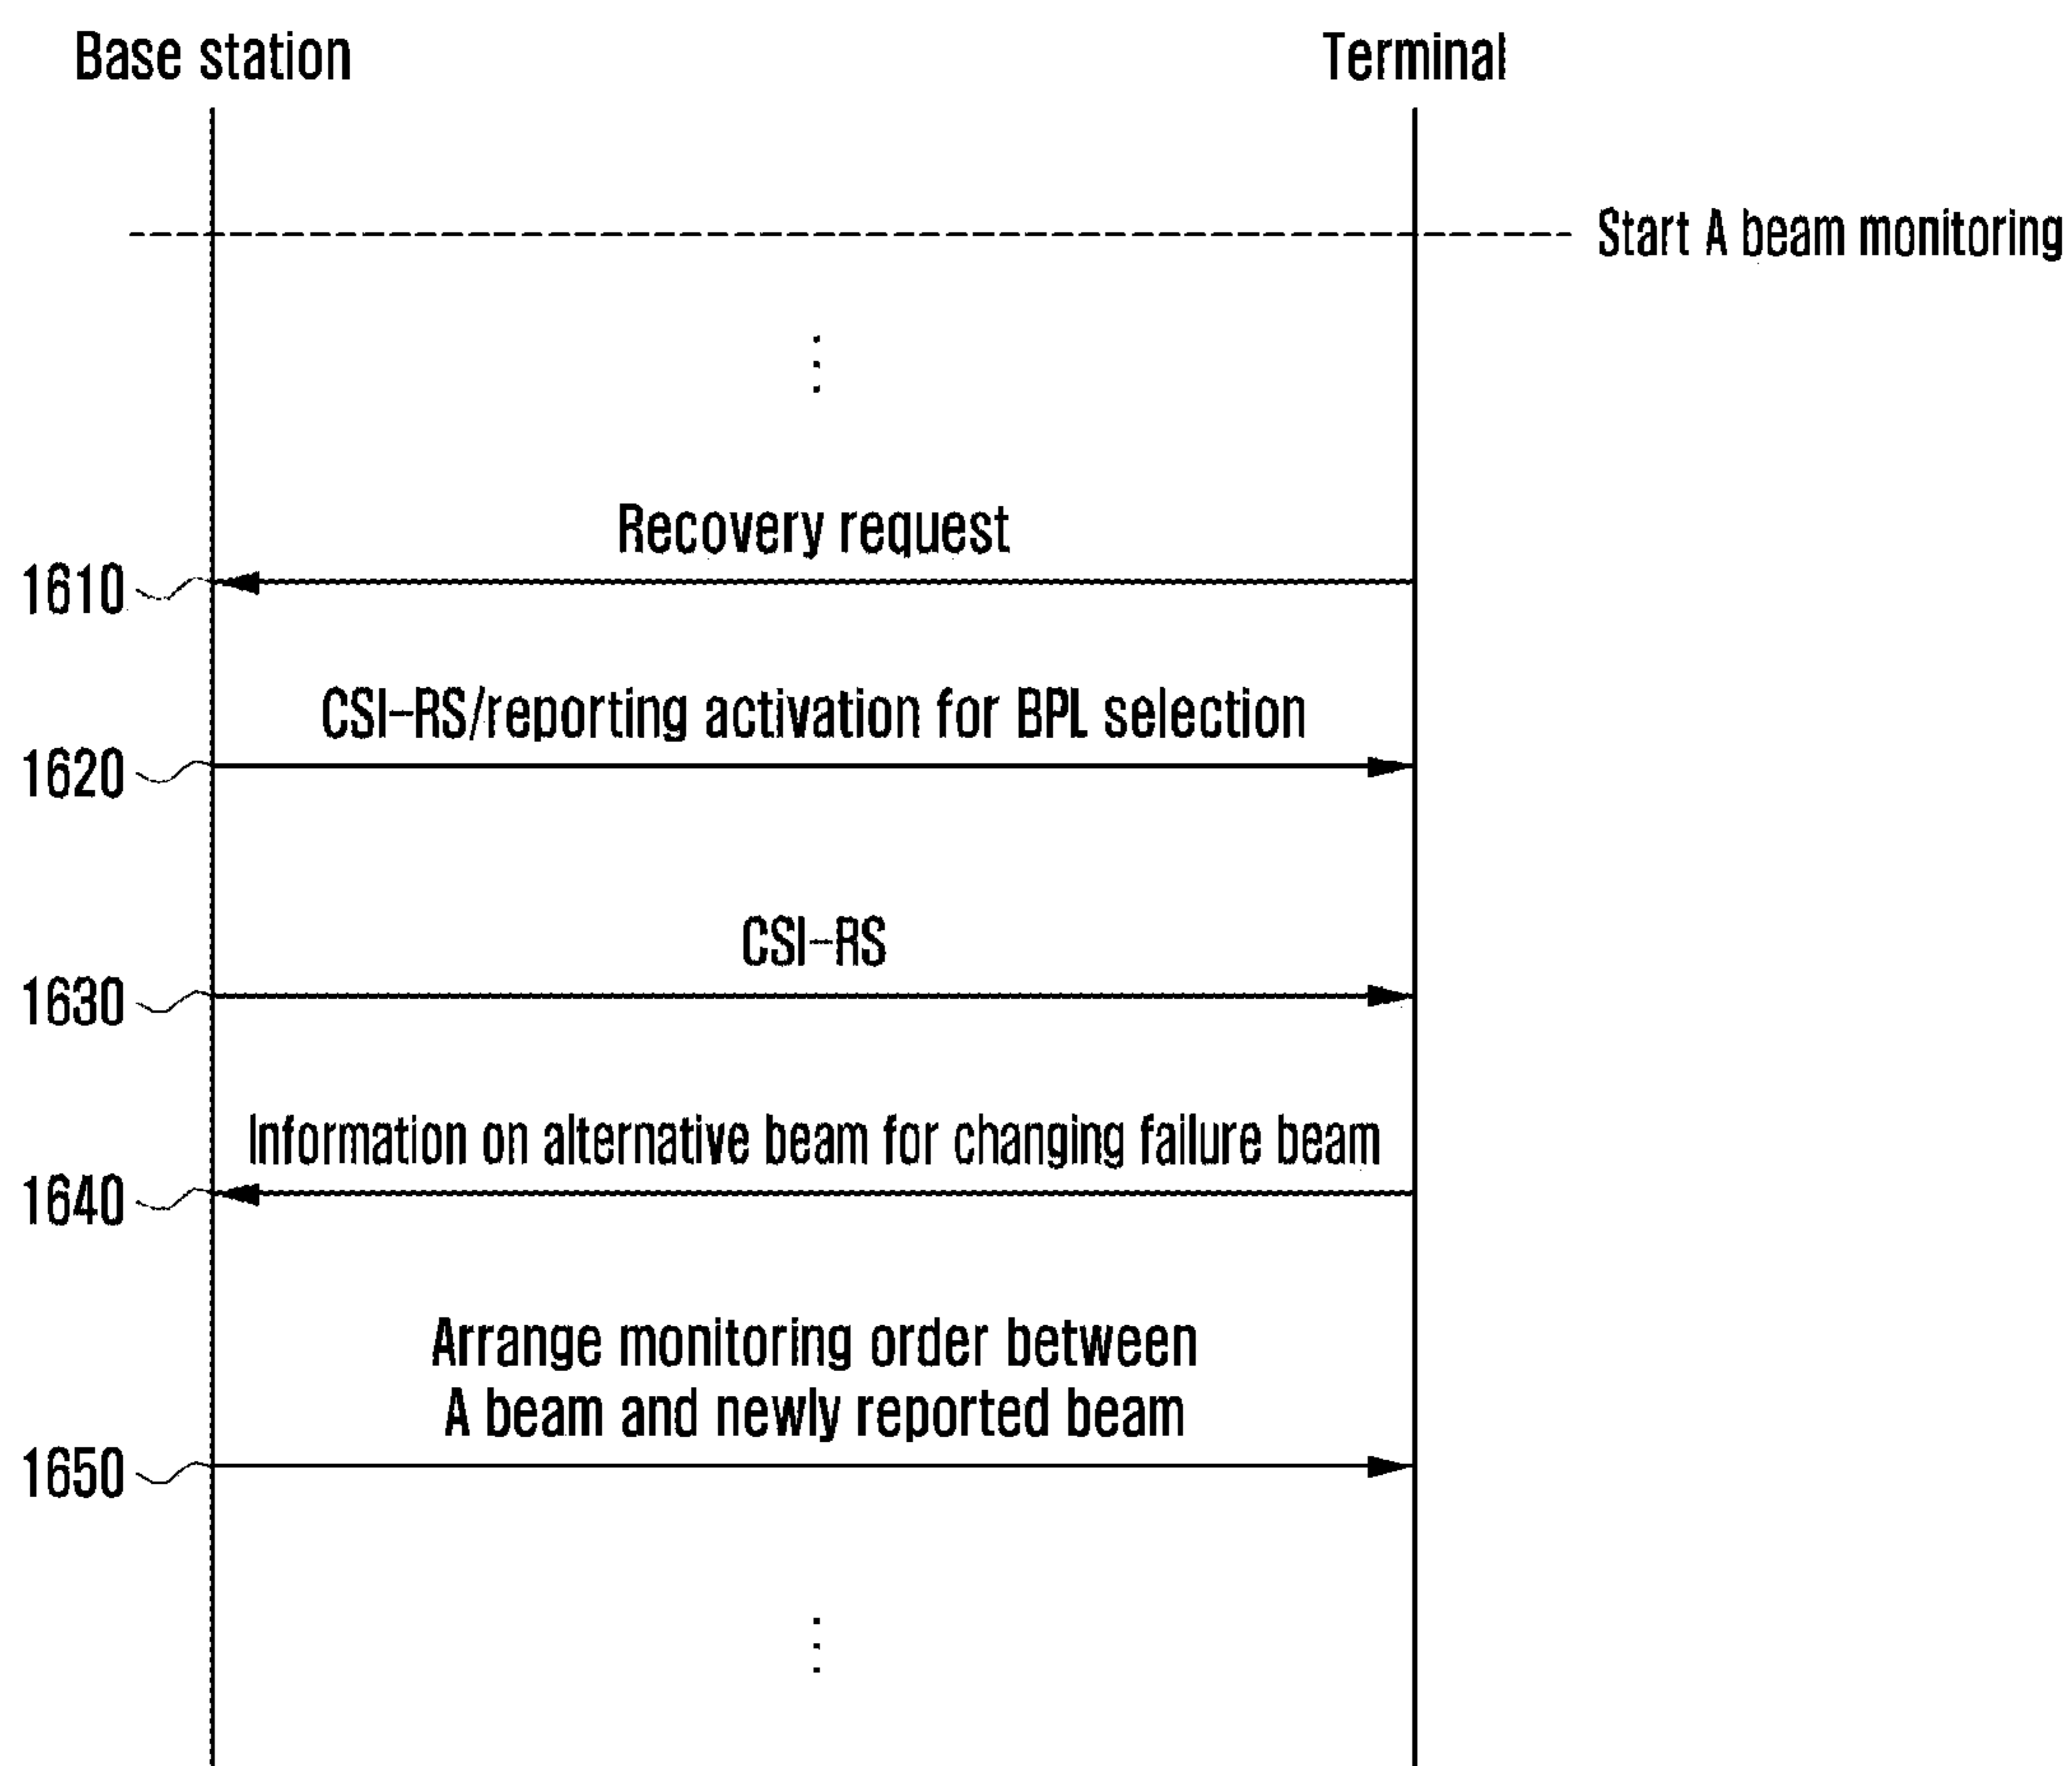 Base station
Terminal
Start A beam monitoring
Recovery request
1610
CSI-RS/reporting activation for BPL selection
1620
CSI-RS
1630
Information on alternative beam for changing failure beam
1640
Arrange monitoring order between
A beam and newly reported beam
1650